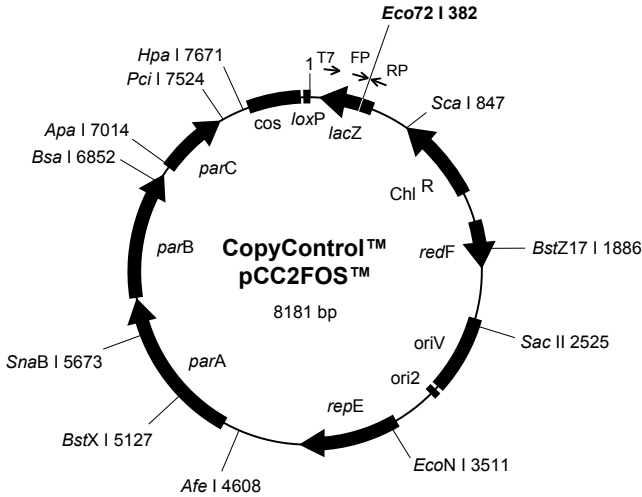 Eco72 I 382
Hpa I 7671
1
T7
FP
RP
Pci I 7524
Sca I 847
cos
loxP
lacZ
Apa I 7014
Bsa I 6852
parC
Chl R
parB
CopyControl™
pCC2FOS™
8181 bp
redF
BstZ17 I 1886
SnaB I 5673
parA
oriV
Sac II 2525
ori2
repE
BstX I 5127
EcoN I 3511
Afe I 4608